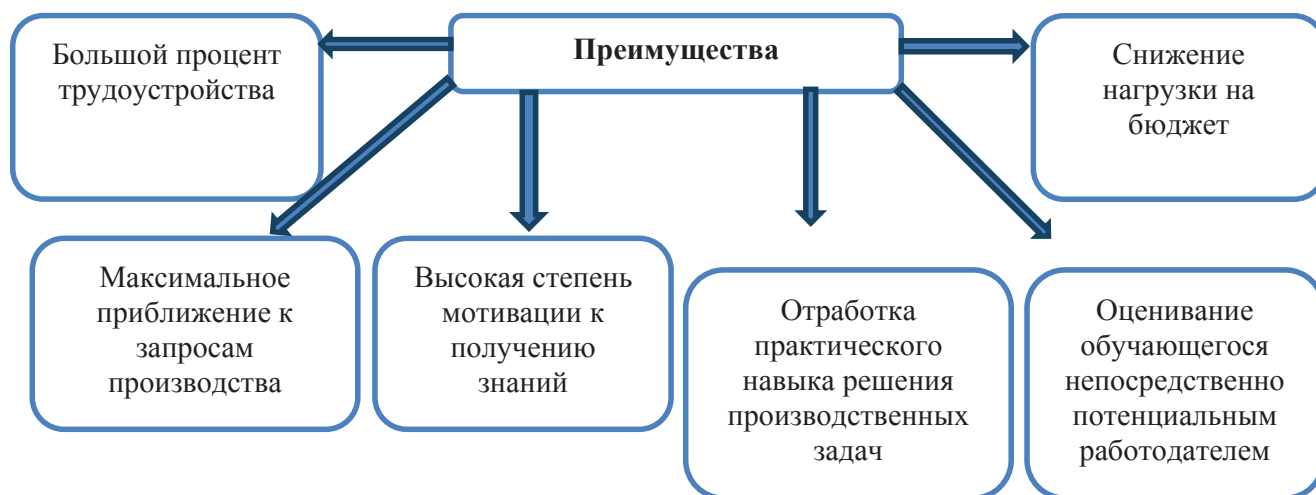 Преимущества
Большой процент
трудоустройства
Снижение
нагрузки на
бюджет
Максимальное
приближение к
запросам
производства
Высокая степень
мотивации к
получению
знаний
Отработка
практического
навыка решения
производственных
задач
Оценивание
обучающегося
непосредственно
потенциальным
работодателем